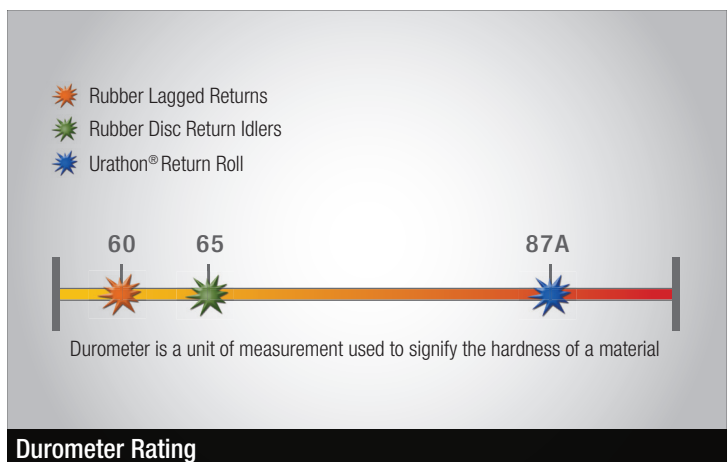 Rubber Lagged Returns
Rubber Disc Return Idlers
Urathon® Return Roll
60 65 87A
Durometer is a unit of measurement used to signify the hardness of a material
Durometer Rating